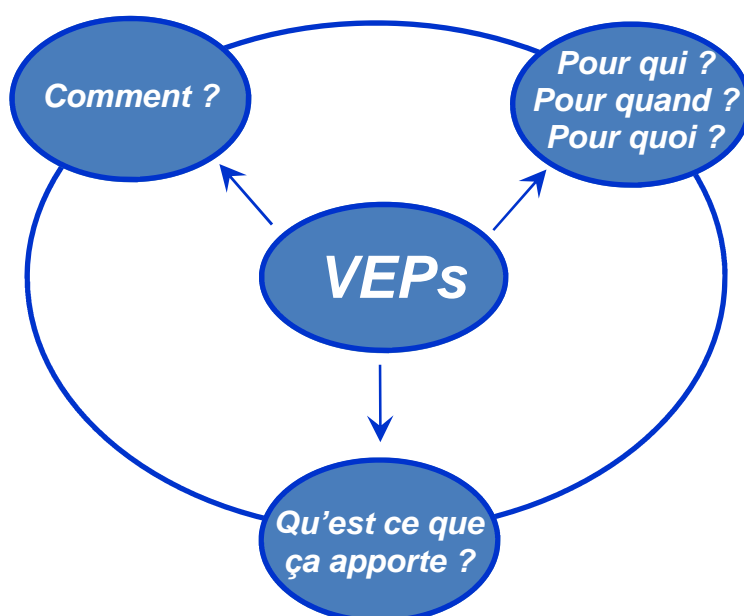 Comment ?
Pour qui ?
Pour quand ?
Pour quoi ?
VEPs
Qu’est ce que
ça apporte ?